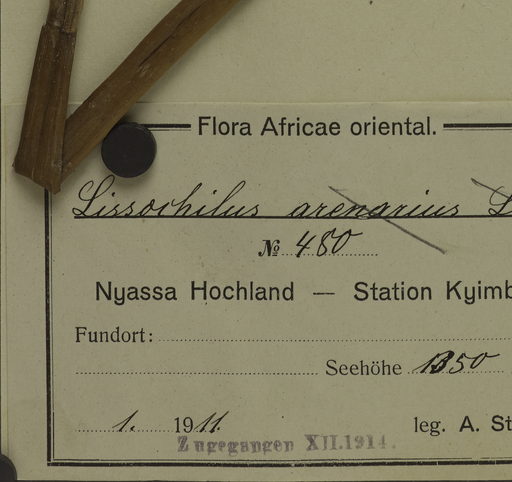 Flora Africae oriental.
Lissochilus arenarius L
№ 480
Nyassa Hochland — Station Kyimb
Fundort:
Seehöhe 1350
1. 1911.
leg. A. St
Zugegangen XII.1914.